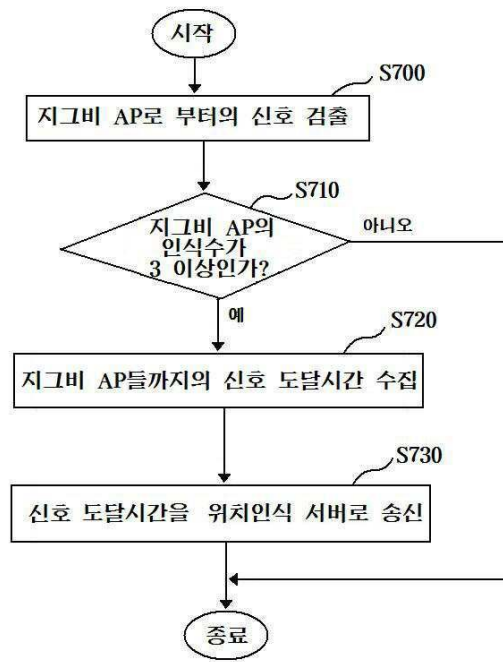 시작
S700
지그비 AP로 부터의 신호 검출
S710
지그비 AP의
인식수가
3 이상인가?
아니오
예
S720
지그비 AP들까지의 신호 도달시간 수집
S730
신호 도달시간을 위치인식 서버로 송신
종료